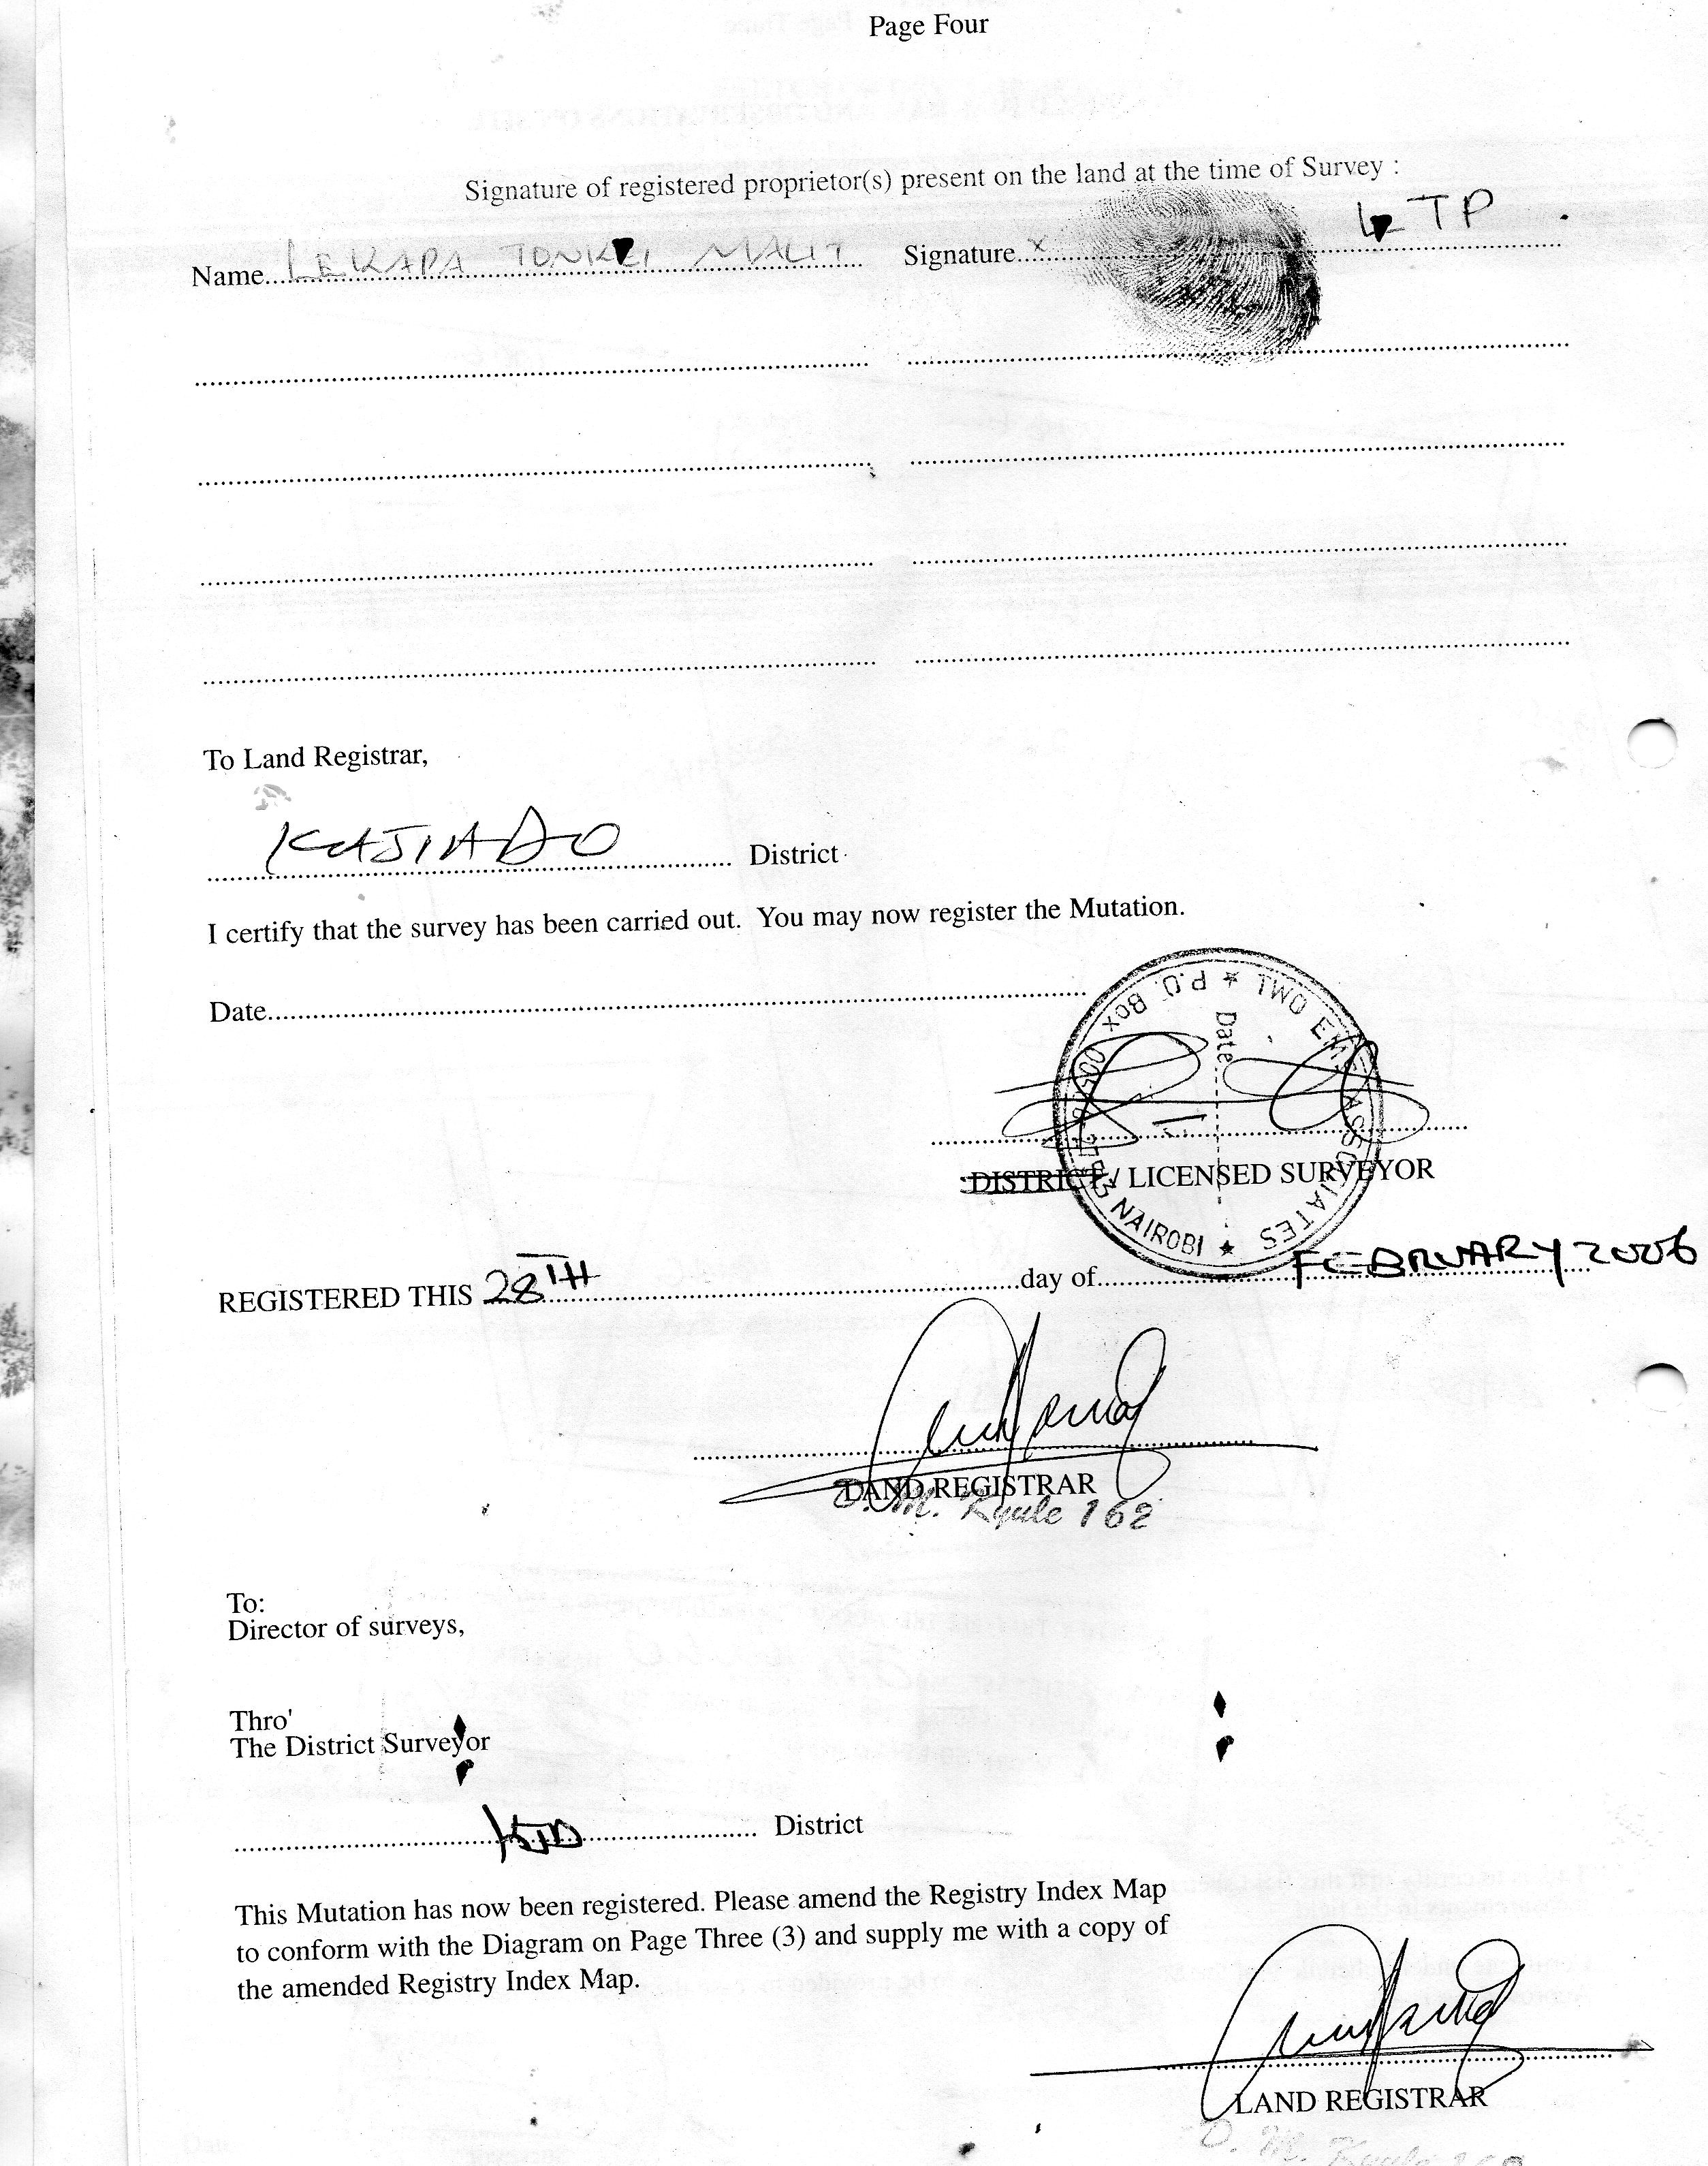 Page Four
Signature of registered proprietor(s) present on the land at the time of Survey :
Name LEKAPA TONKEI MALIT Signature x LTP
To Land Registrar,
KAJIADO District
I certify that the survey has been carried out. You may now register the Mutation.
Date
TWO EMS ASSOCIATES ★ NAIROBI P.O. Box ★
Date
DISTRICT / LICENSED SURVEYOR
REGISTERED THIS 28TH day of FEBRUARY 2006
LAND REGISTRAR
D. M. Kyule 162
To:
Director of surveys,
Thro'
The District Surveyor
KJD District
This Mutation has now been registered. Please amend the Registry Index Map
to conform with the Diagram on Page Three (3) and supply me with a copy of
the amended Registry Index Map.
LAND REGISTRAR
D. M. Kyule 162